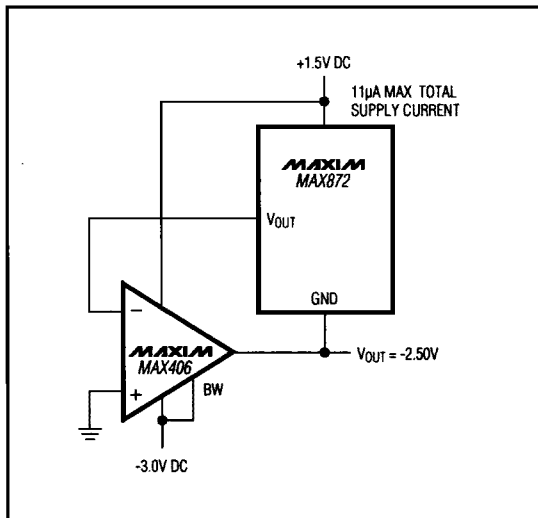 +1.5V DC
11µA MAX TOTAL
SUPPLY CURRENT
MAXIM
MAX872
VOUT
GND
−
MAXIM
MAX406
+
BW
VOUT = -2.50V
-3.0V DC